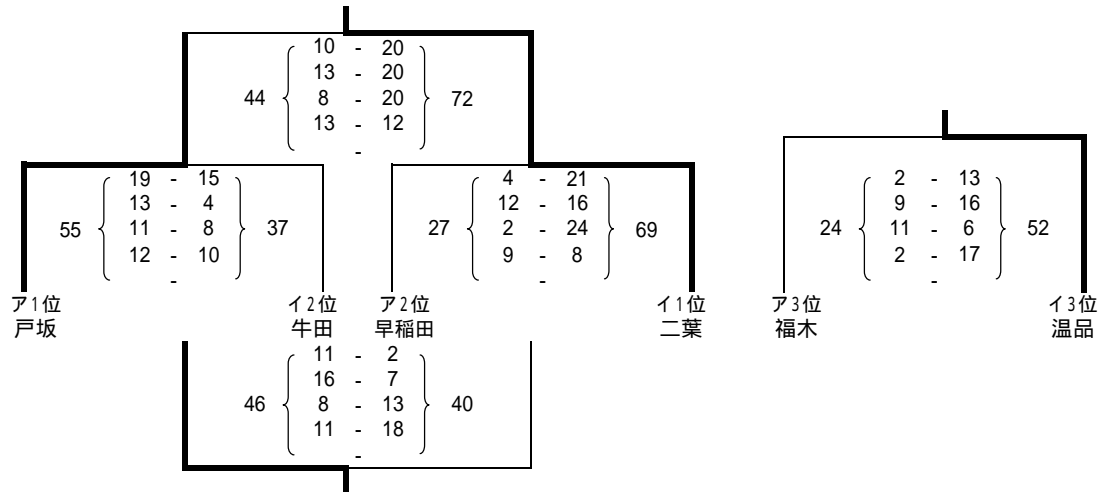 10 - 20
13 - 20
44 { 8 - 20 } 72
13 - 12
-
19 - 15
13 - 4
55 { 11 - 8 } 37
12 - 10
-
4 - 21
12 - 16
27 { 2 - 24 } 69
9 - 8
-
2 - 13
9 - 16
24 { 11 - 6 } 52
2 - 17
-
ア1位 イ2位 ア2位 イ1位 ア3位 イ3位
戸坂 牛田 早稲田 二葉 福木 温品
11 - 2
16 - 7
46 { 8 - 13 } 40
11 - 18
-